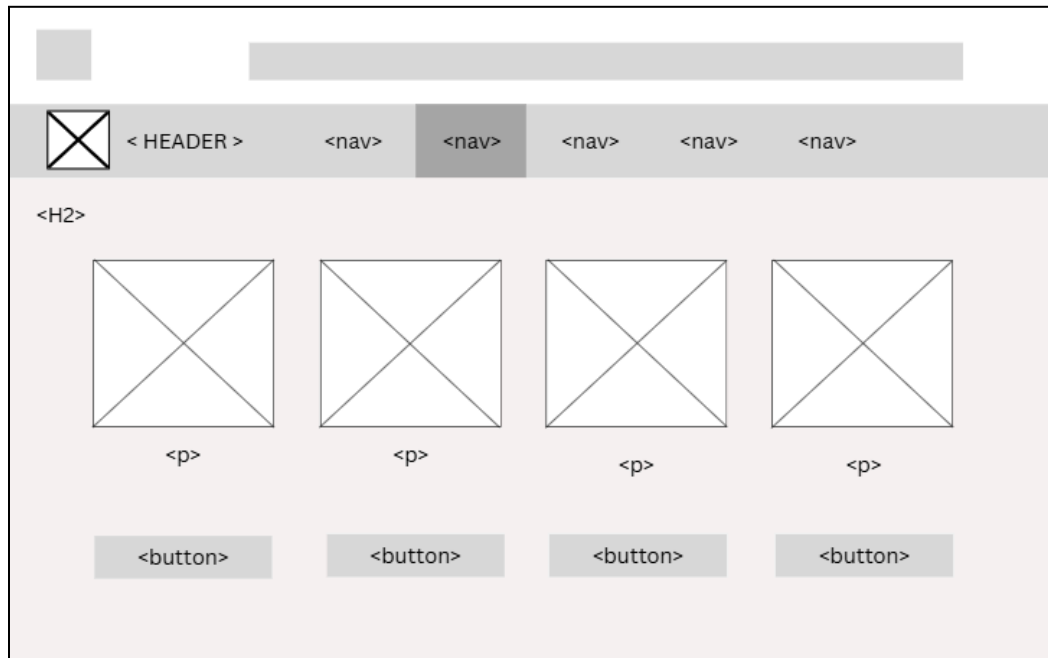 < HEADER > <nav> <nav> <nav> <nav> <nav>
<H2>
<p> <p> <p> <p>
<button> <button> <button> <button>